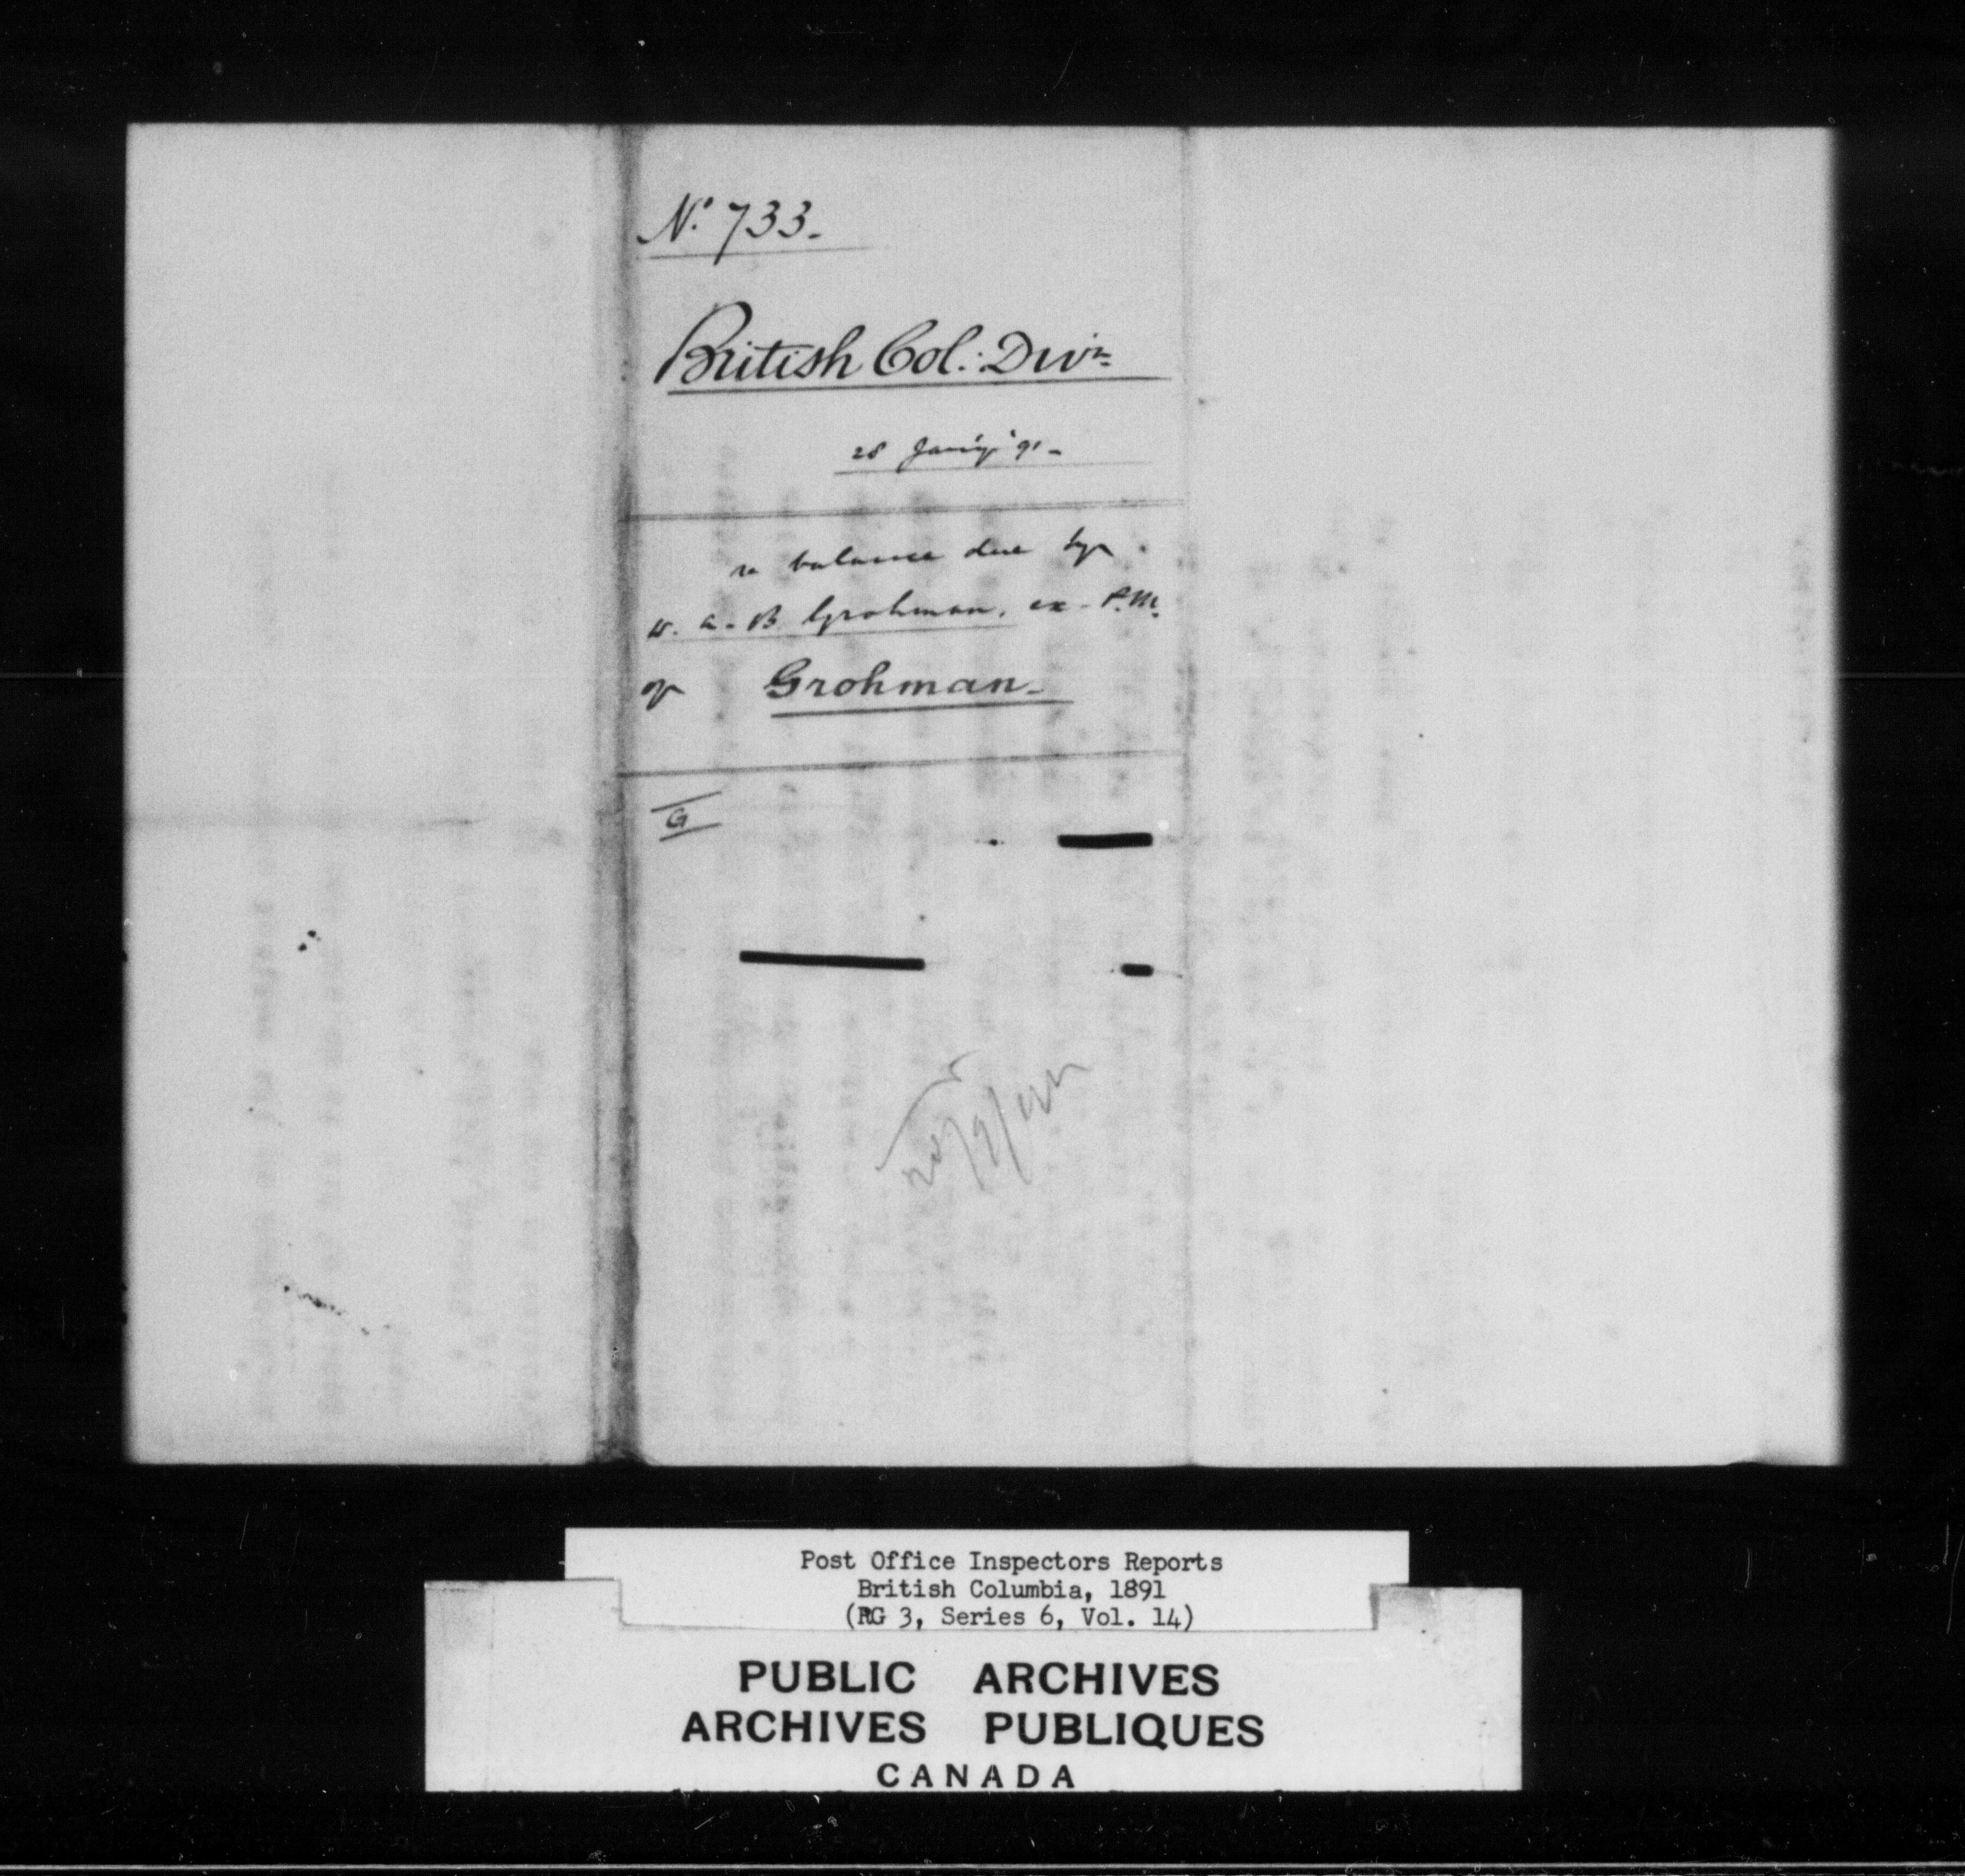 No. 733.
British Col. Divn.
28 Jan'y '91
re balance due by
W. A. B. Grohman, ex-P.M.
of Grohman.
G
Post Office Inspectors Reports
British Columbia, 1891
(RG 3, Series 6, Vol. 14)
PUBLIC ARCHIVES
ARCHIVES PUBLIQUES
CANADA